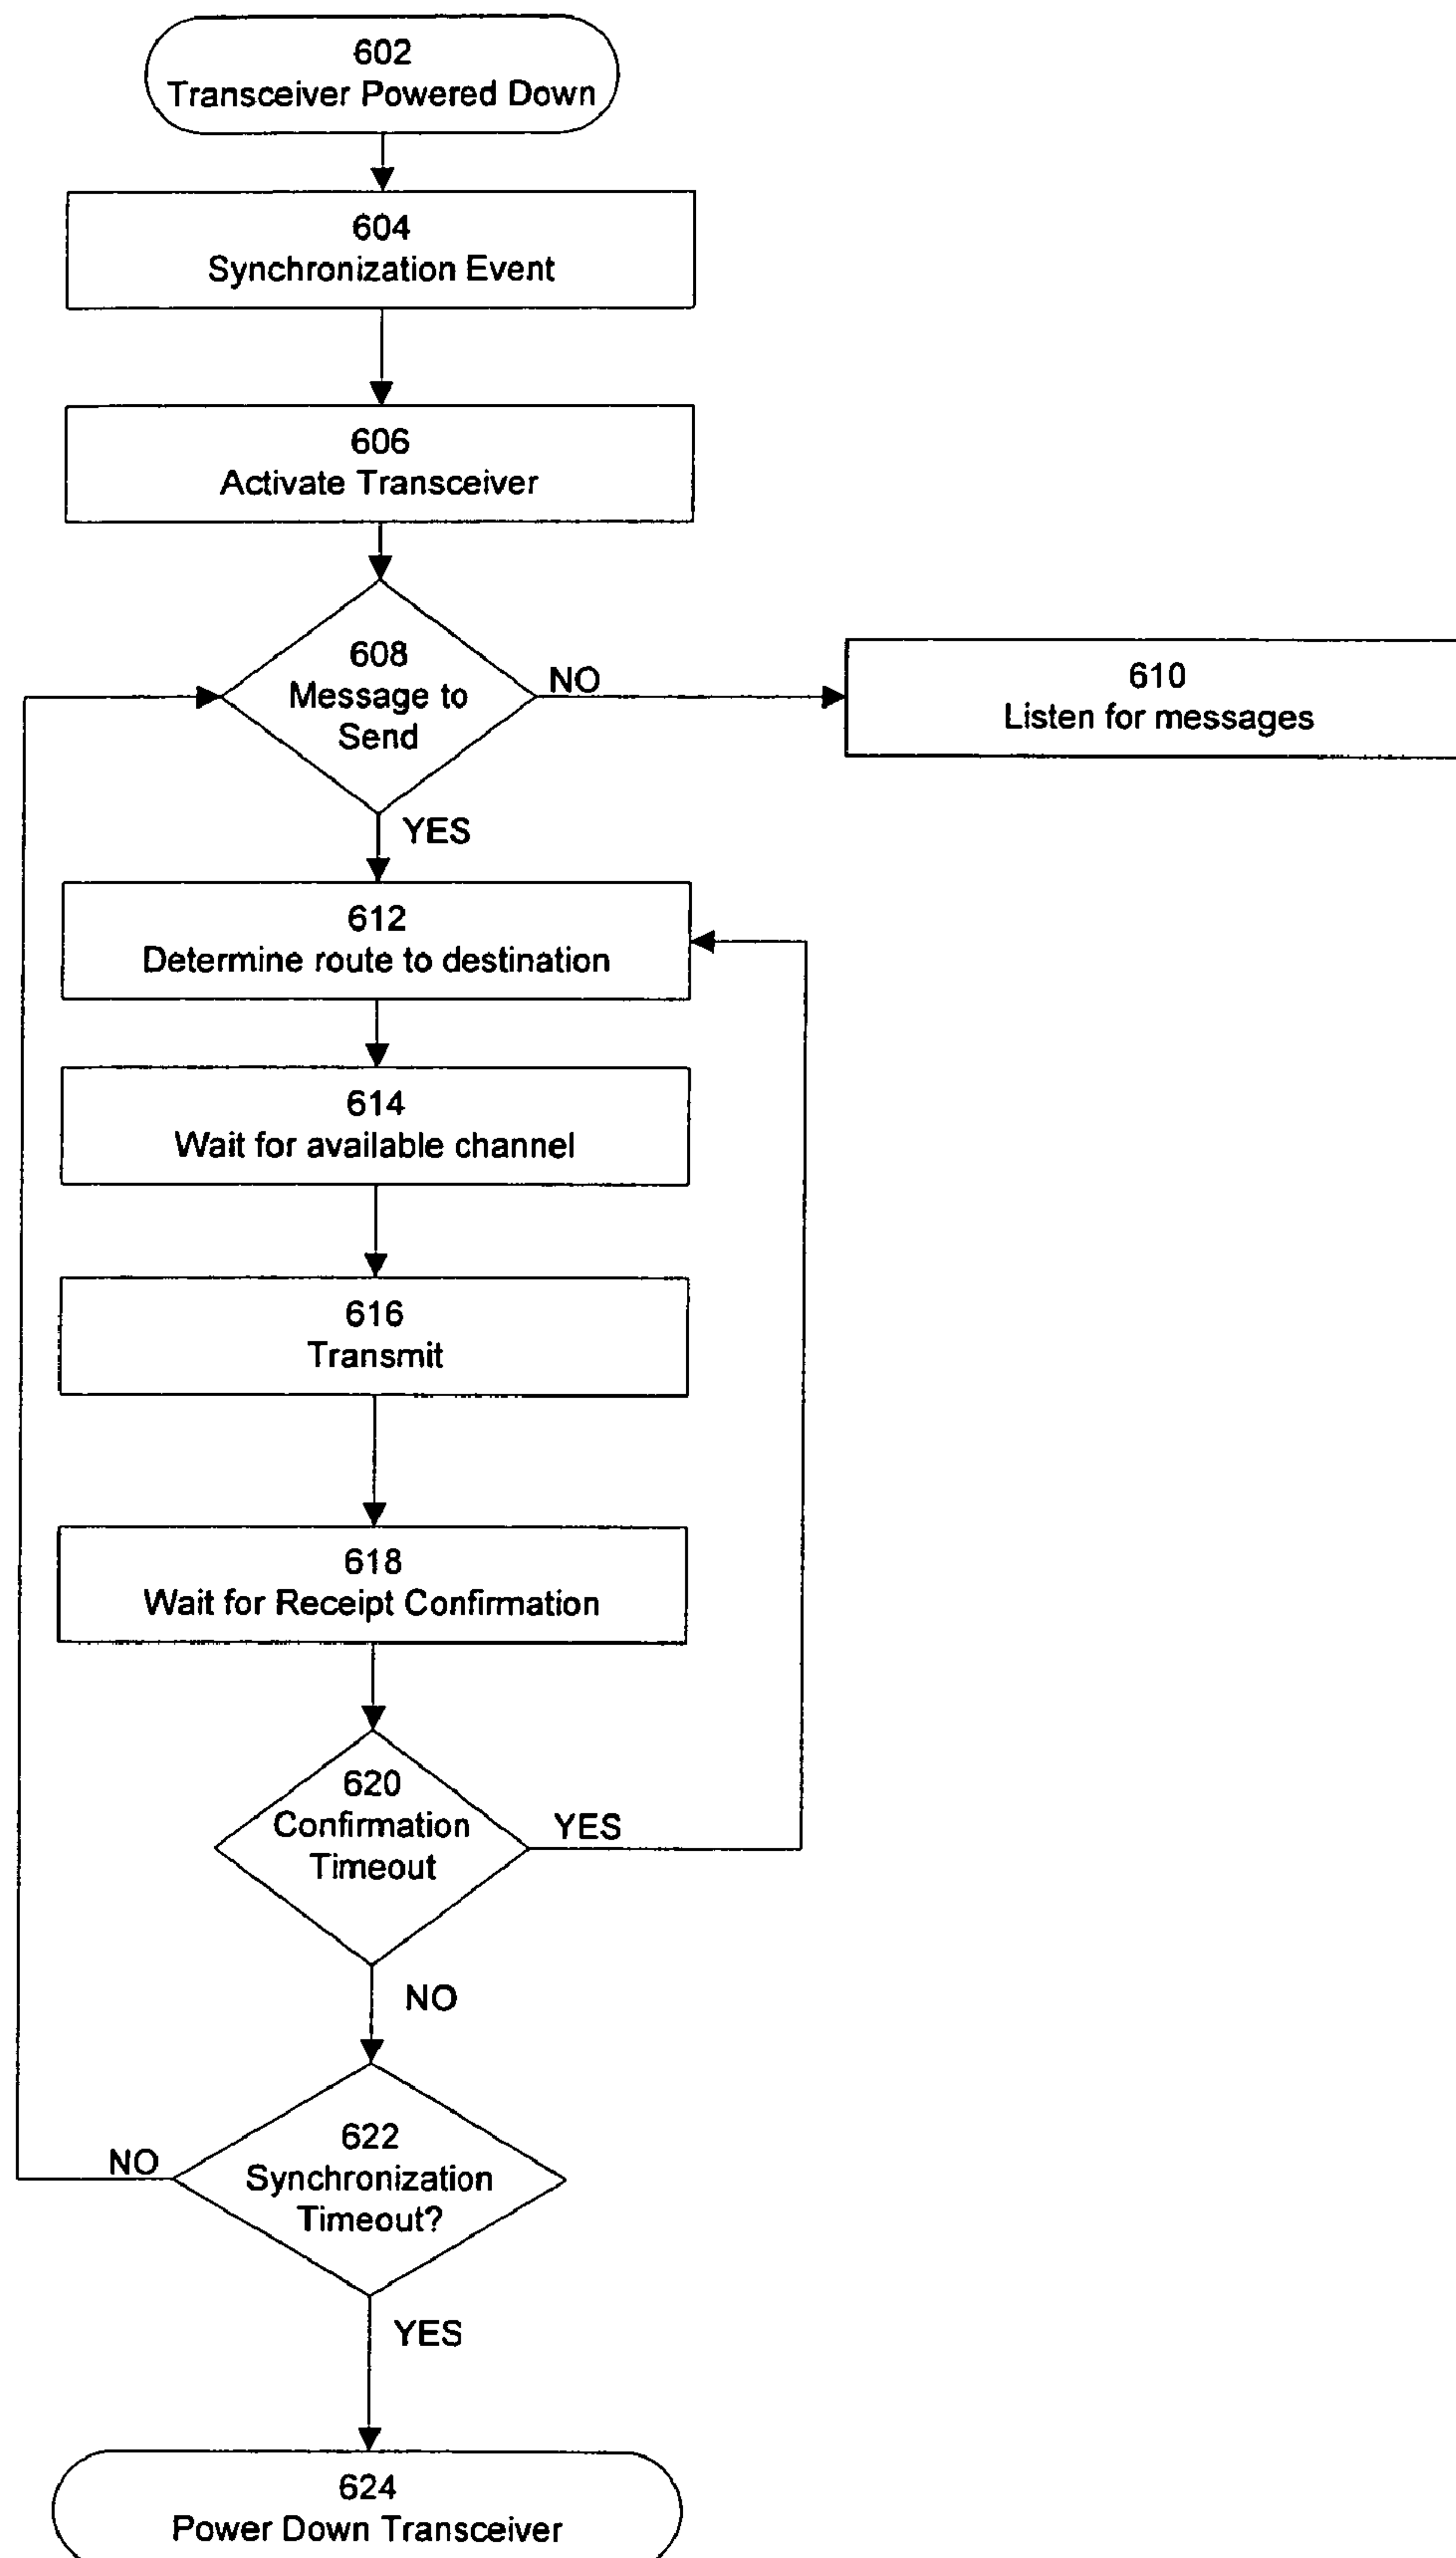 602
Transceiver Powered Down
604
Synchronization Event
606
Activate Transceiver
608
Message to
Send
NO
610
Listen for messages
YES
612
Determine route to destination
614
Wait for available channel
616
Transmit
618
Wait for Receipt Confirmation
620
Confirmation
Timeout
YES
NO
622
Synchronization
Timeout?
NO
YES
624
Power Down Transceiver